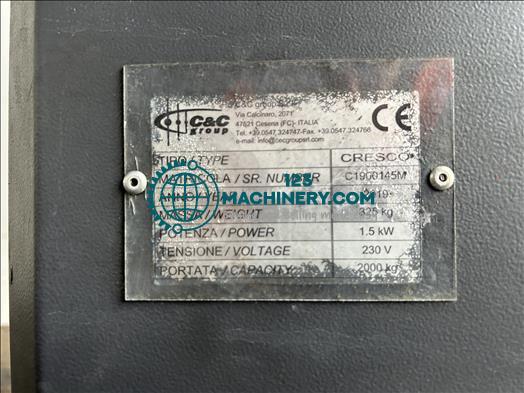 C&C
group
C&C group S.r.l.
Via Calcinaro, 2071
47521 Cesena (FC)- ITALIA
Tel. +39.0547.324747-Fax. +39.0547.324766
e-mail: info@ccgroupsrl.com
CE
TIPO / TYPE CRESCO
MATRICOLA / SR. NUMBER C1900145M
123
MACHINERY.COM
MASSA / WEIGHT 325 kg
POTENZA / POWER 1.5 kW
TENSIONE / VOLTAGE 230 V
PORTATA / CAPACITY 2000 kg